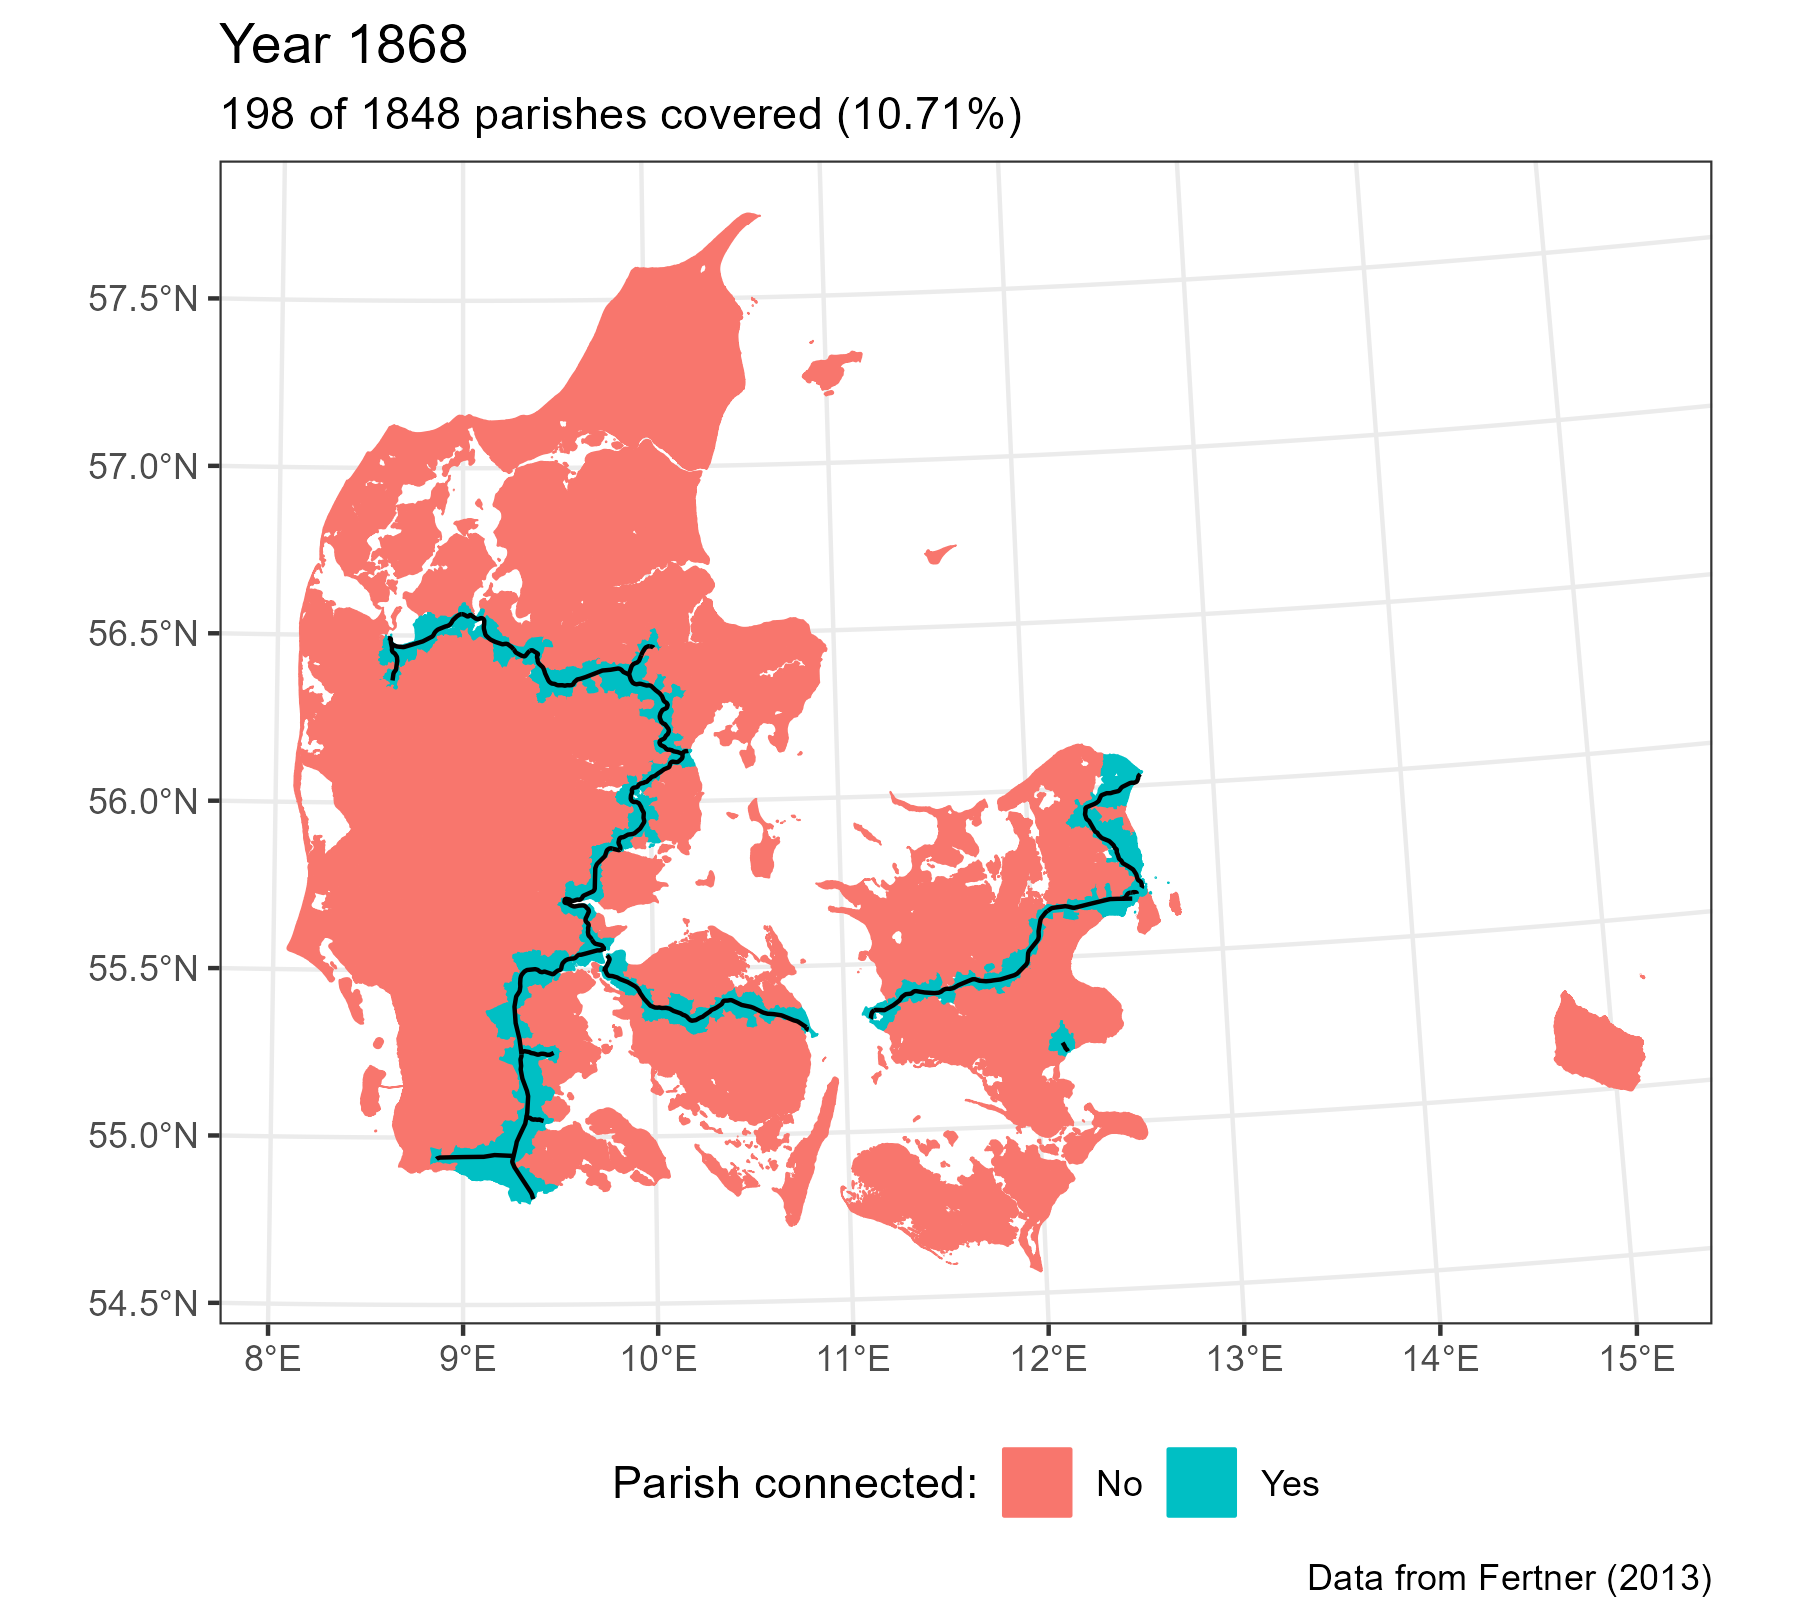 Year 1868
198 of 1848 parishes covered (10.71%)
57.5°N
57.0°N
56.5°N
56.0°N
55.5°N
55.0°N
54.5°N
8°E 9°E 10°E 11°E 12°E 13°E 14°E 15°E
Parish connected: No Yes
Data from Fertner (2013)